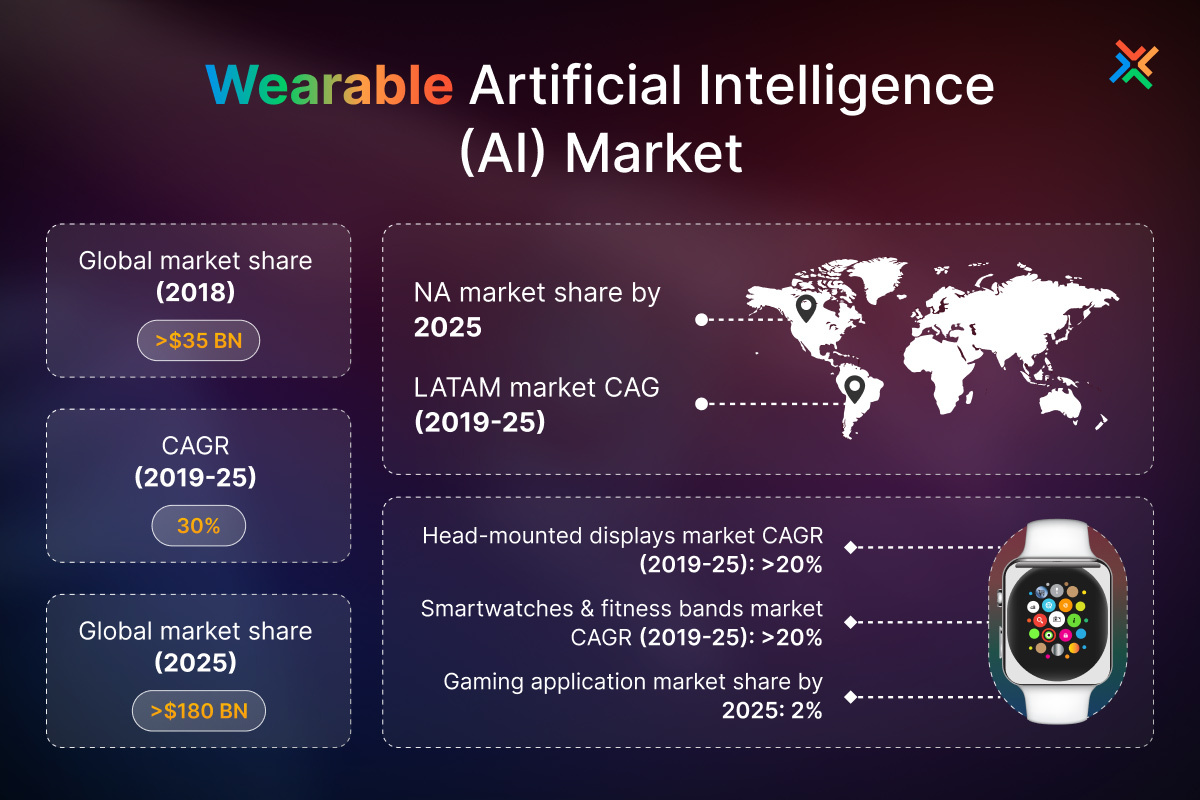 Wearable Artificial Intelligence
(AI) Market
Global market share
(2018)
>$35 BN
CAGR
(2019-25)
30%
Global market share
(2025)
>$180 BN
NA market share by
2025
LATAM market CAG
(2019-25)
Head-mounted displays market CAGR
(2019-25): >20%
Smartwatches & fitness bands market
CAGR (2019-25): >20%
Gaming application market share by
2025: 2%